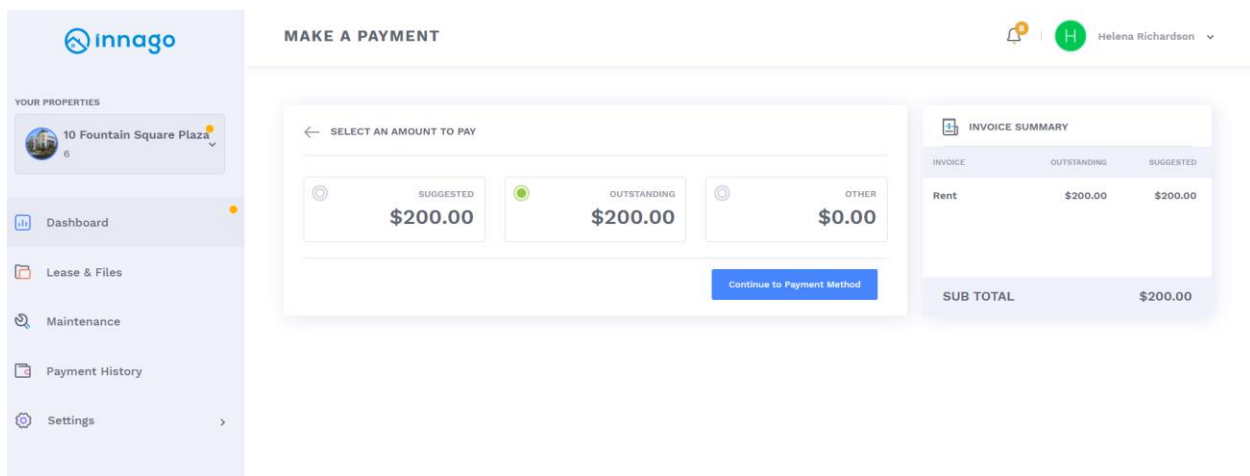 innago
MAKE A PAYMENT
8
H
Helena Richardson
YOUR PROPERTIES
10 Fountain Square Plaza
6
Dashboard
Lease & Files
Maintenance
Payment History
Settings
SELECT AN AMOUNT TO PAY
SUGGESTED
$200.00
OUTSTANDING
$200.00
OTHER
$0.00
Continue to Payment Method
INVOICE SUMMARY
INVOICE OUTSTANDING SUGGESTED
Rent $200.00 $200.00
SUB TOTAL $200.00